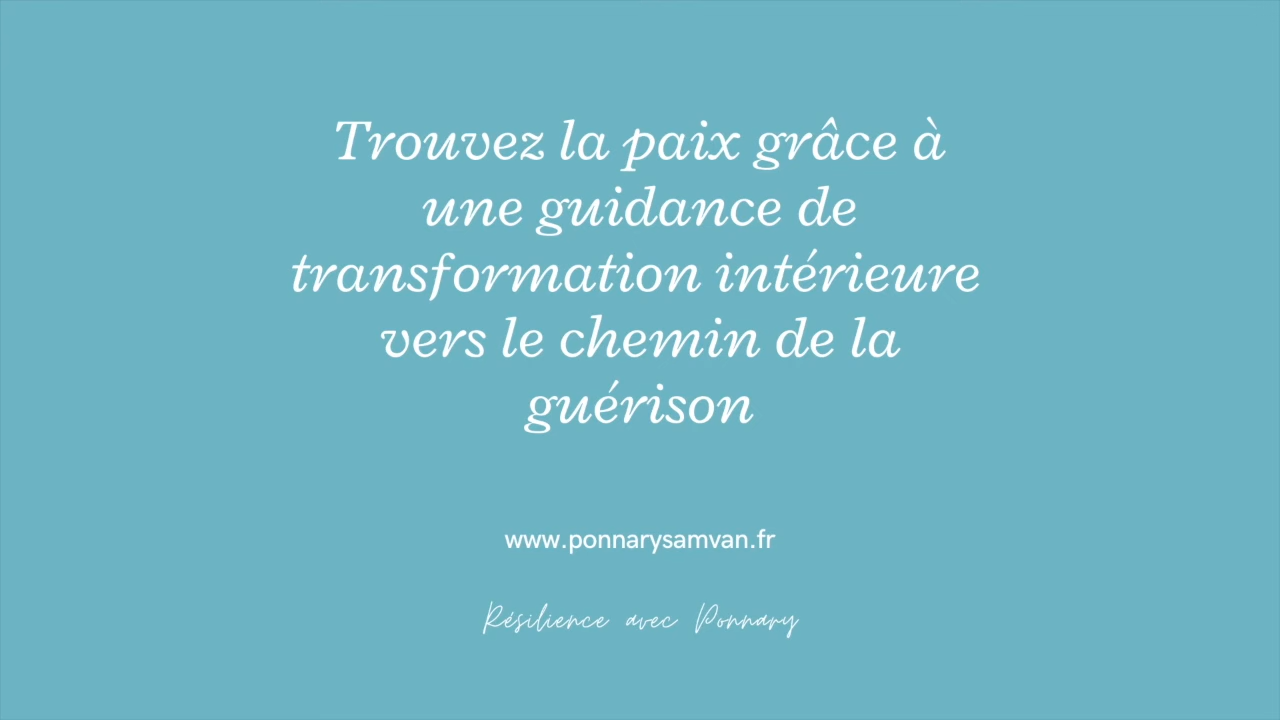 Trouvez la paix grâce à
une guidance de
transformation intérieure
vers le chemin de la
guérison
www.ponnarysamvan.fr
Résilience avec Ponnary